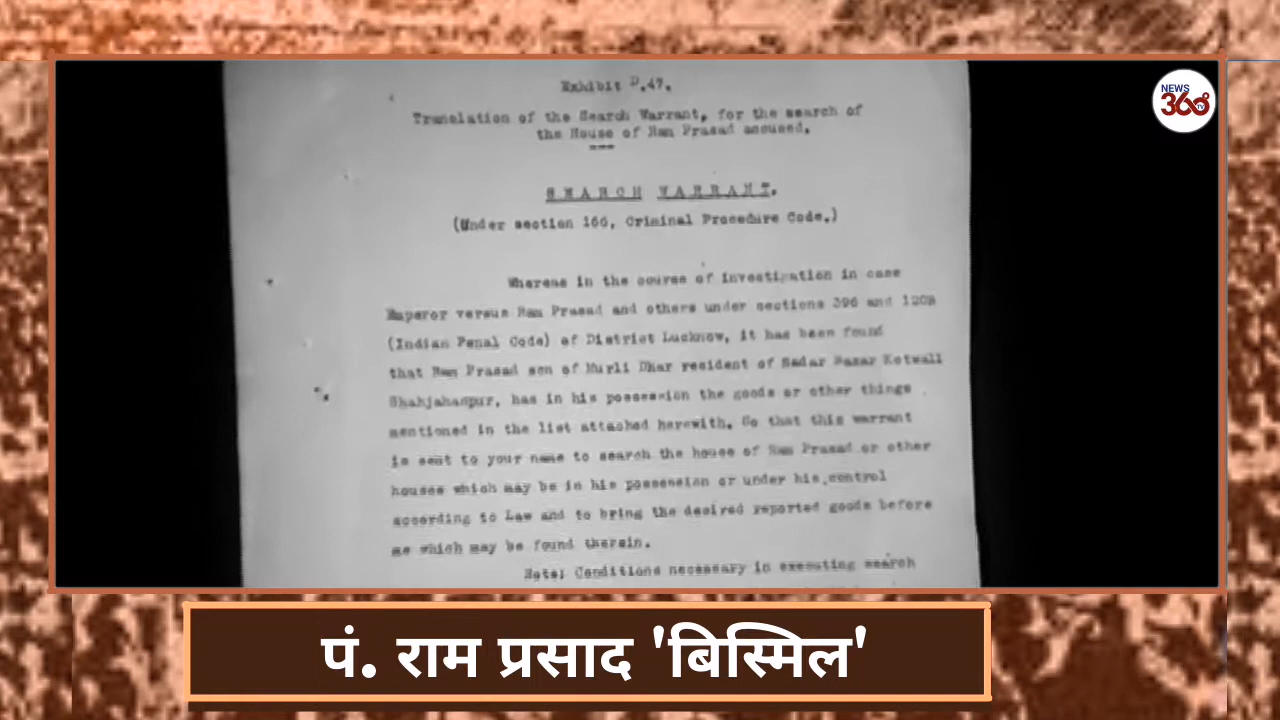 NEWS
360
TV
Exhibit D.47.
Translation of the Search Warrant, for the search of
the House of Ram Prasad accused.
SEARCH WARRANT.
(Under section 166, Criminal Procedure Code.)
Whereas in the course of investigation in case
Emperor versus Ram Prasad and others under sections 396 and 120B
(Indian Penal Code) of District Lucknow, it has been found
that Ram Prasad son of Murli Dhar resident of Sadar Bazar Kotwali
Shahjahanpur, has in his possession the goods or other things
mentioned in the list attached herewith. So that this warrant
is sent to your name to search the house of Ram Prasad or other
houses which may be in his possession or under his control
according to Law and to bring the desired reported goods before
me which may be found therein.
Note; Conditions necessary in executing search
पं. राम प्रसाद 'बिस्मिल'